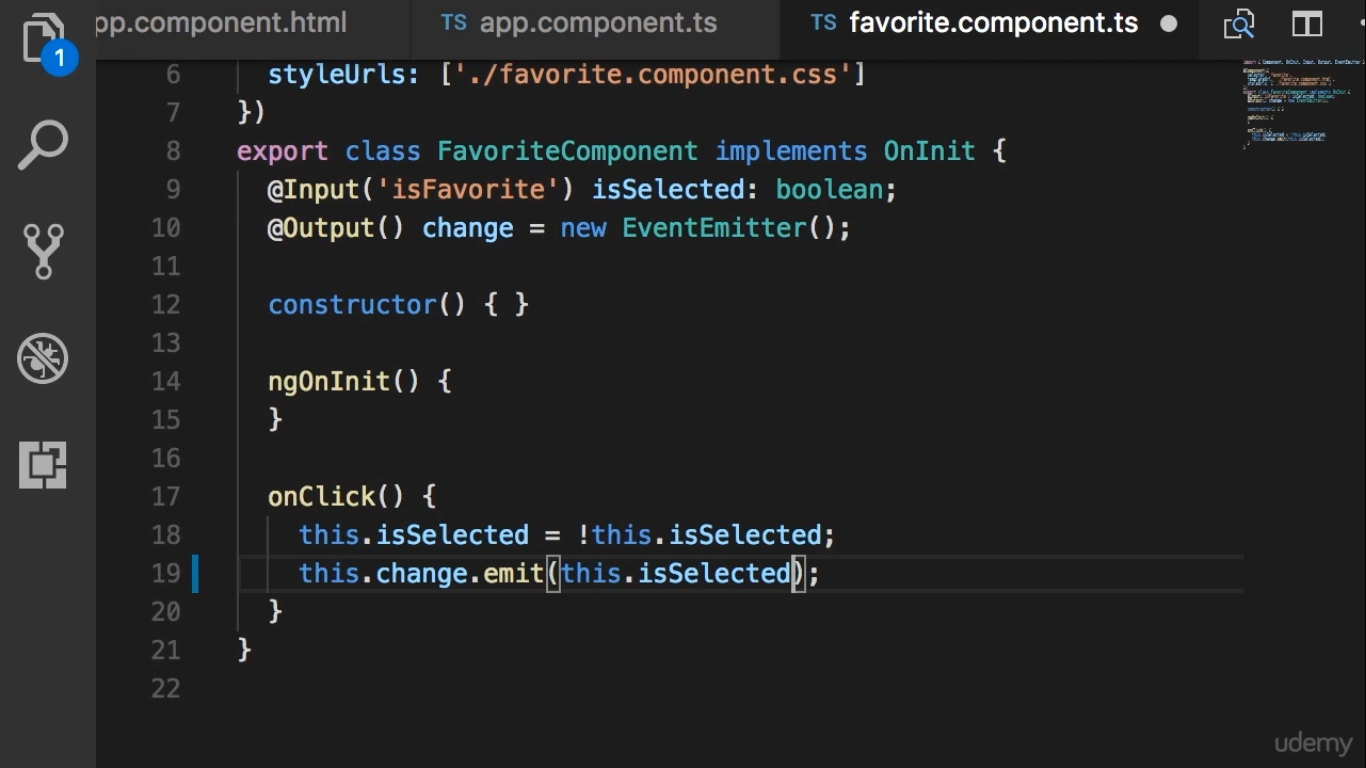 pp.component.html TS app.component.ts TS favorite.component.ts
1
6 styleUrls: ['./favorite.component.css']
7 })
8 export class FavoriteComponent implements OnInit {
9 @Input('isFavorite') isSelected: boolean;
10 @Output() change = new EventEmitter();
11
12 constructor() { }
13
14 ngOnInit() {
15 }
16
17 onClick() {
18 this.isSelected = !this.isSelected;
19 this.change.emit(this.isSelected);
20 }
21 }
22
udemy